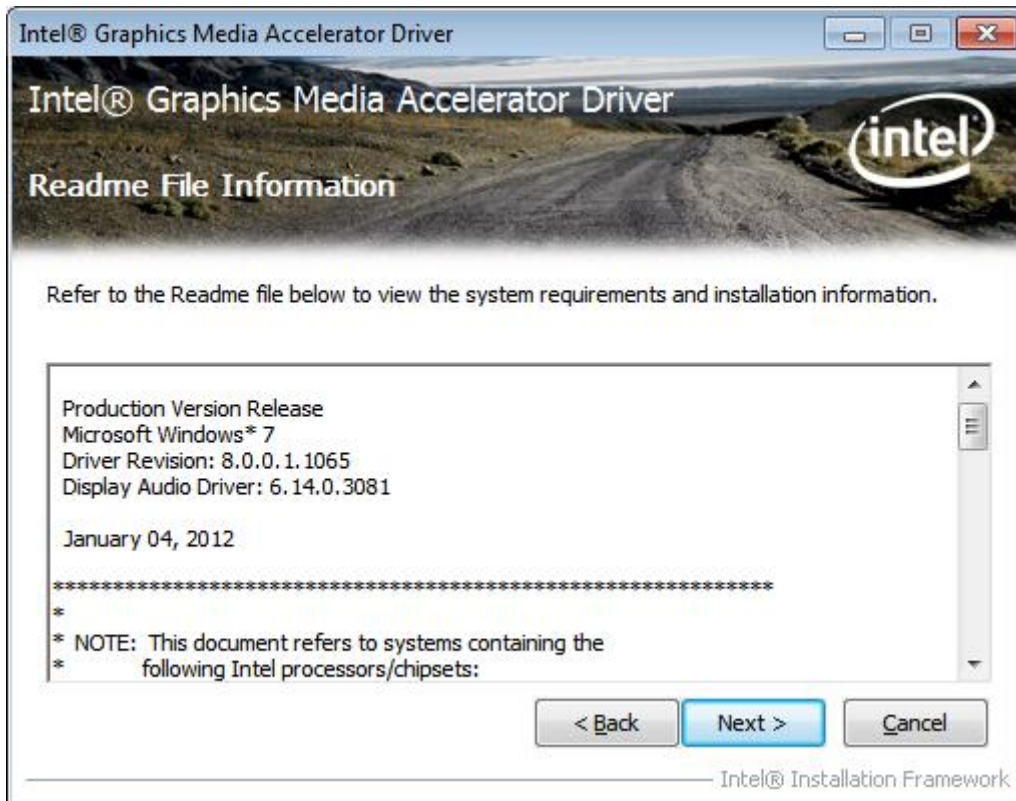 Intel® Graphics Media Accelerator Driver
Intel® Graphics Media Accelerator Driver
intel
Readme File Information
Refer to the Readme file below to view the system requirements and installation information.
Production Version Release
Microsoft Windows* 7
Driver Revision: 8.0.0.1.1065
Display Audio Driver: 6.14.0.3081
January 04, 2012
************************************************************
*
* NOTE: This document refers to systems containing the
* following Intel processors/chipsets:
< Back
Next >
Cancel
Intel® Installation Framework